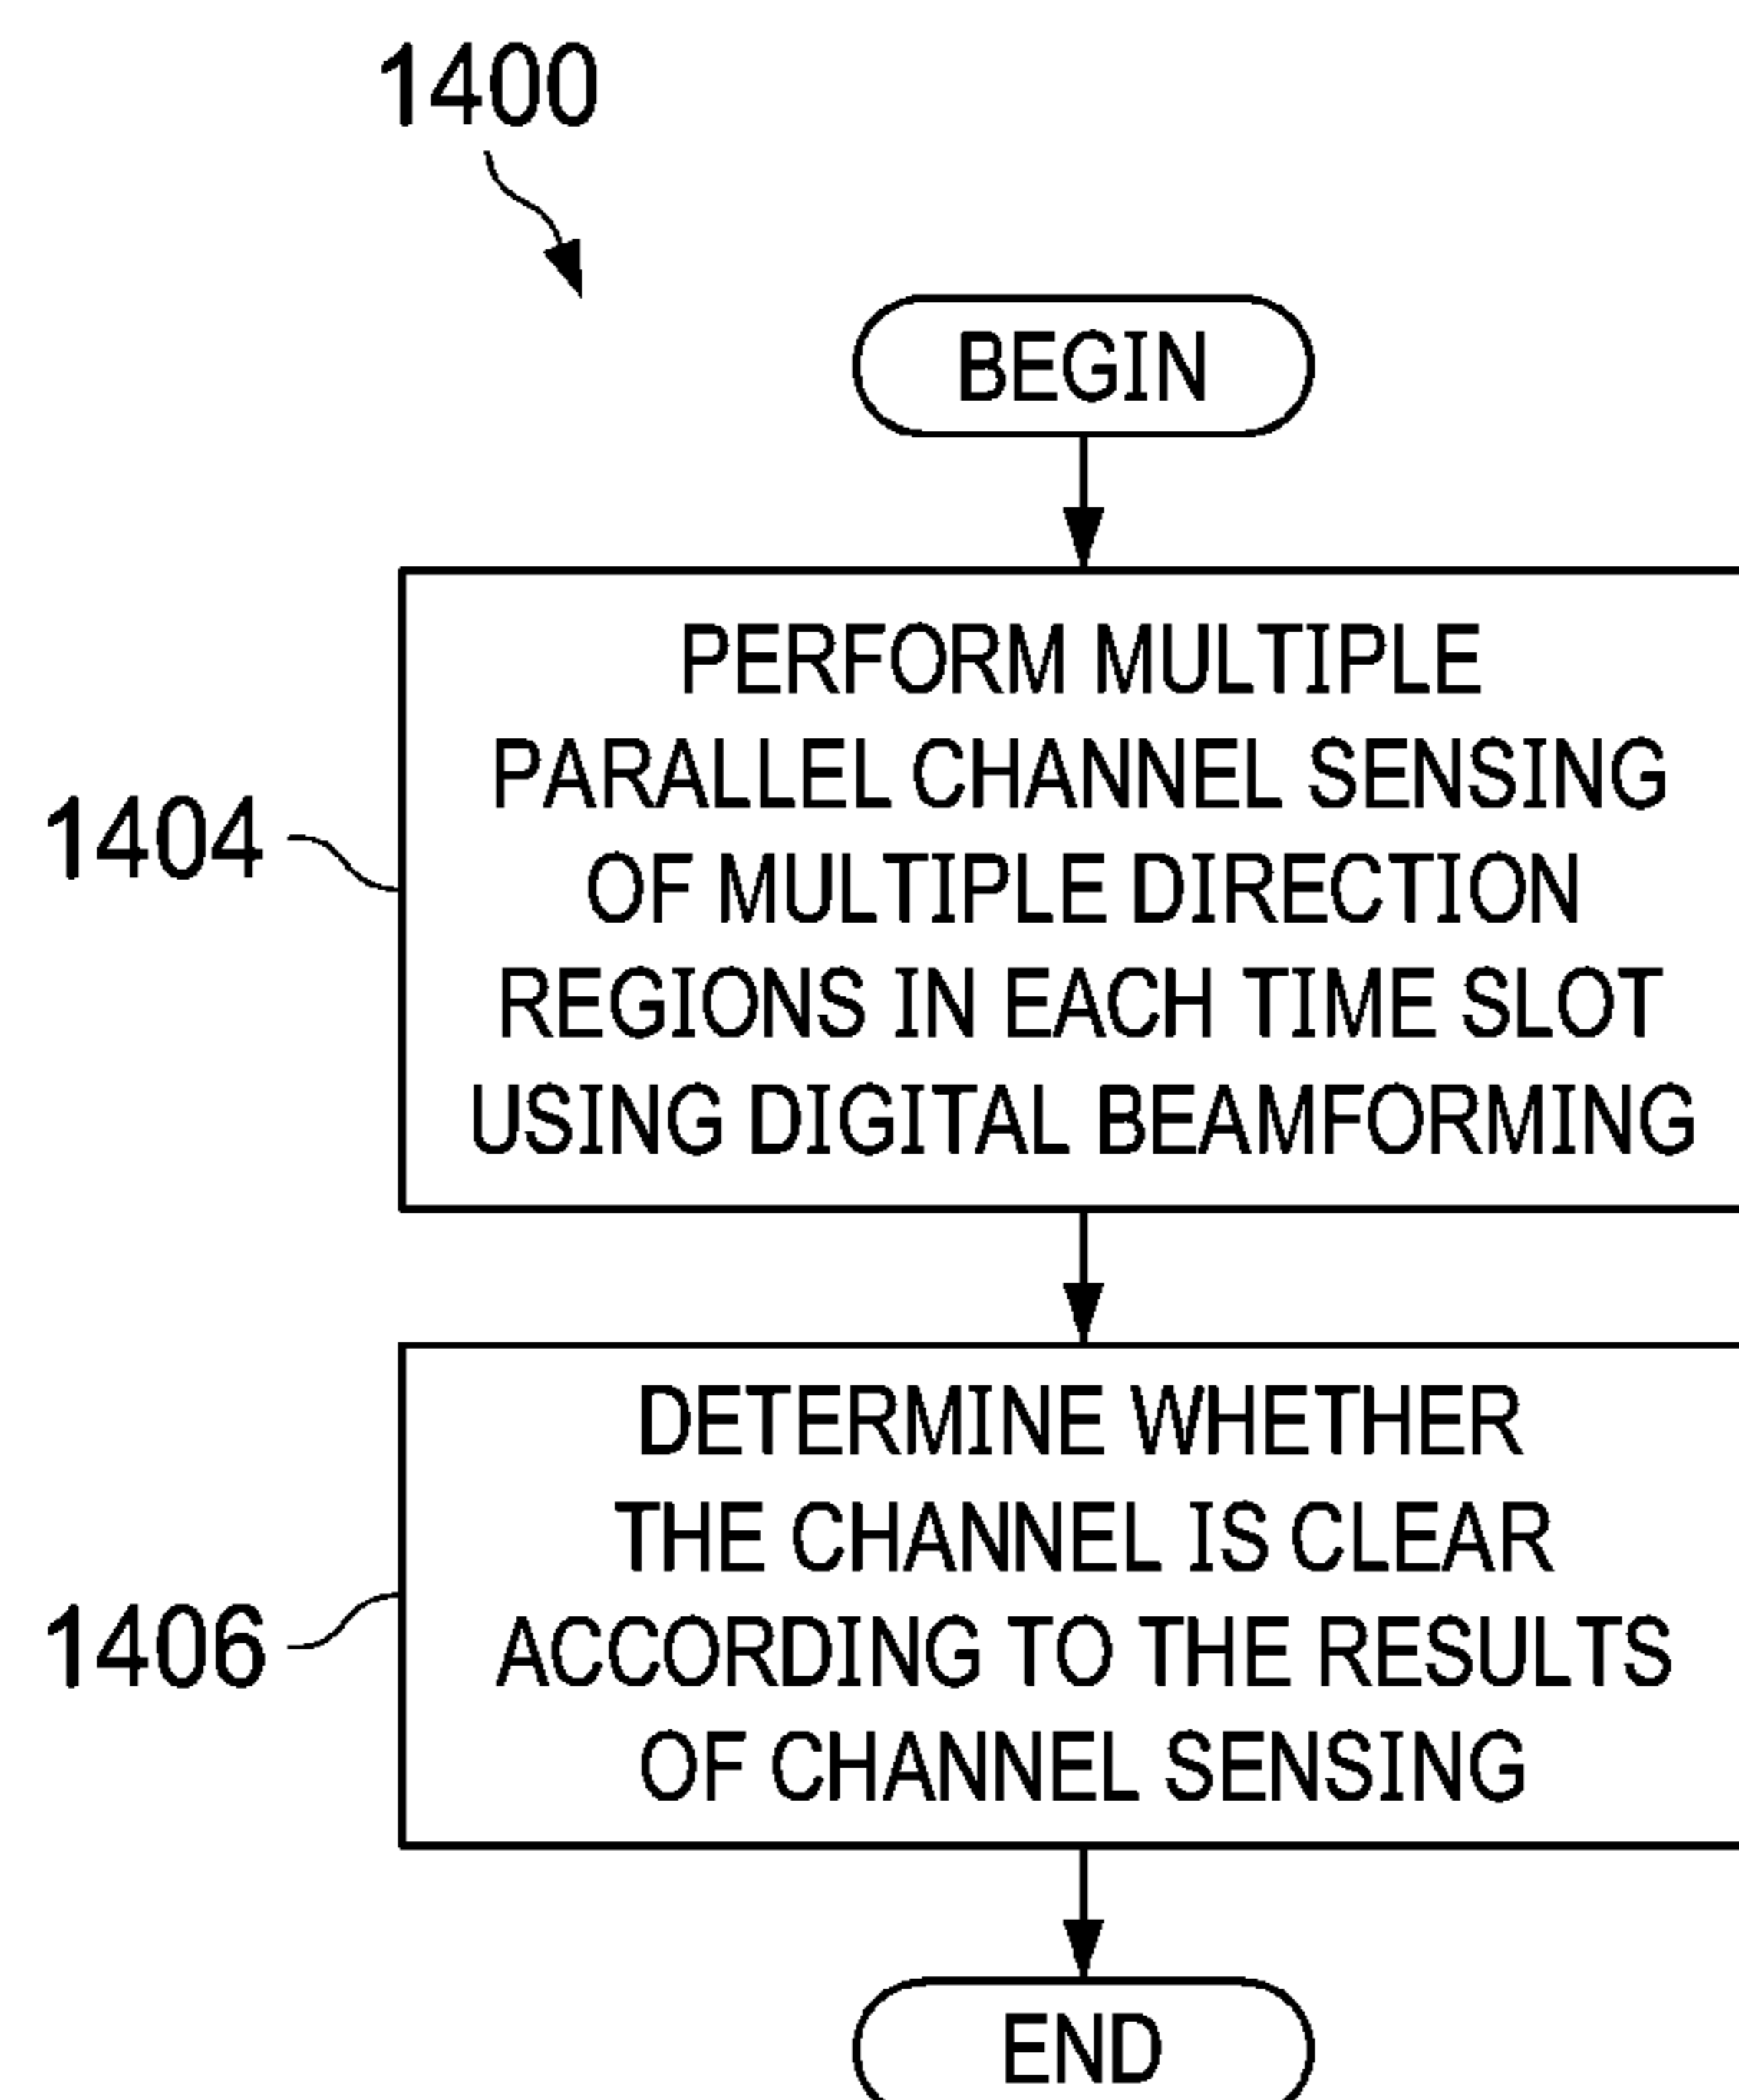 1400
BEGIN
PERFORM MULTIPLE
PARALLEL CHANNEL SENSING
OF MULTIPLE DIRECTION
REGIONS IN EACH TIME SLOT
USING DIGITAL BEAMFORMING
1404
DETERMINE WHETHER
THE CHANNEL IS CLEAR
ACCORDING TO THE RESULTS
OF CHANNEL SENSING
1406
END